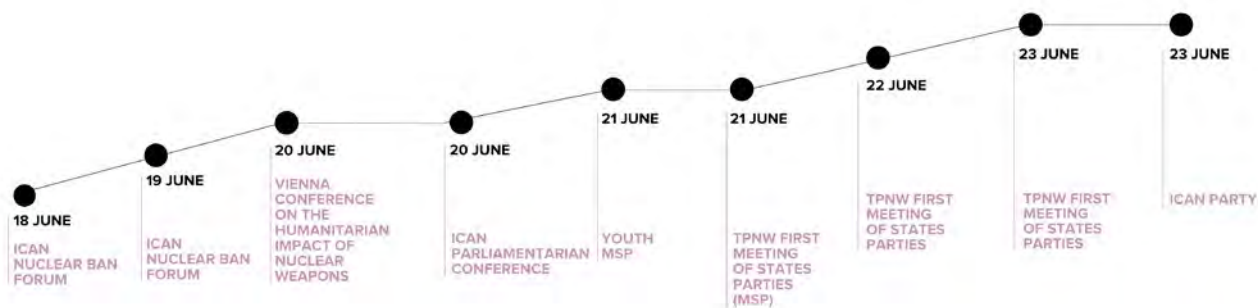 18 JUNE
ICAN
NUCLEAR BAN
FORUM
19 JUNE
ICAN
NUCLEAR BAN
FORUM
20 JUNE
VIENNA
CONFERENCE
ON THE
HUMANITARIAN
IMPACT OF
NUCLEAR
WEAPONS
20 JUNE
ICAN
PARLIAMENTARIAN
CONFERENCE
21 JUNE
YOUTH
MSP
21 JUNE
TPNW FIRST
MEETING
OF STATES
PARTIES
(MSP)
22 JUNE
TPNW FIRST
MEETING
OF STATES
PARTIES
23 JUNE
TPNW FIRST
MEETING
OF STATES
PARTIES
23 JUNE
ICAN PARTY